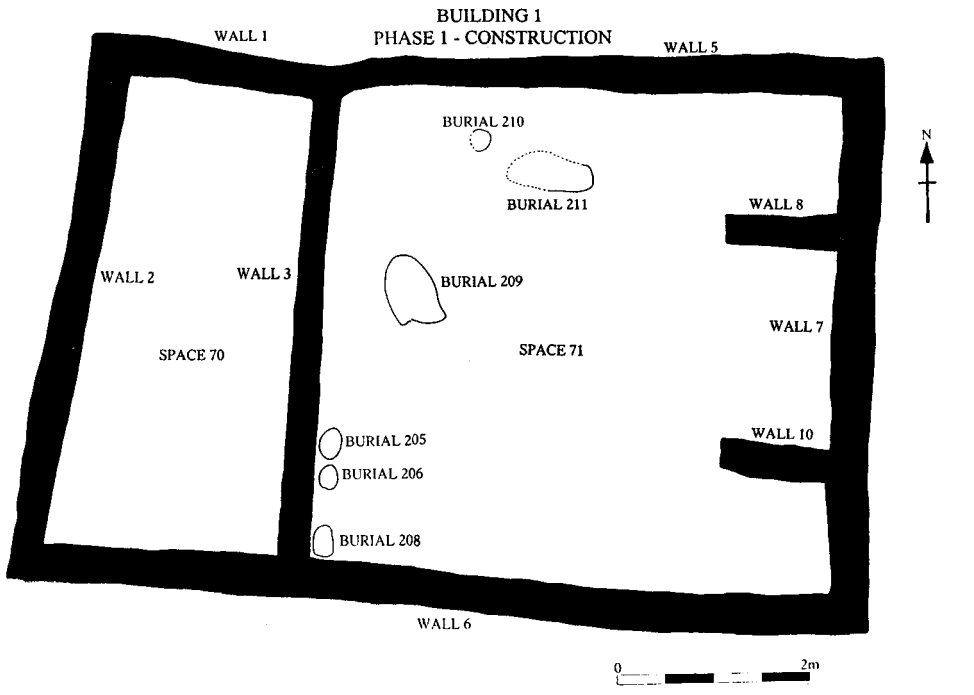 BUILDING 1
PHASE 1 - CONSTRUCTION
WALL 1
WALL 5
BURIAL 210
N
BURIAL 211
WALL 8
WALL 2
WALL 3
BURIAL 209
WALL 7
SPACE 70
SPACE 71
BURIAL 205
WALL 10
BURIAL 206
BURIAL 208
WALL 6
0
2m